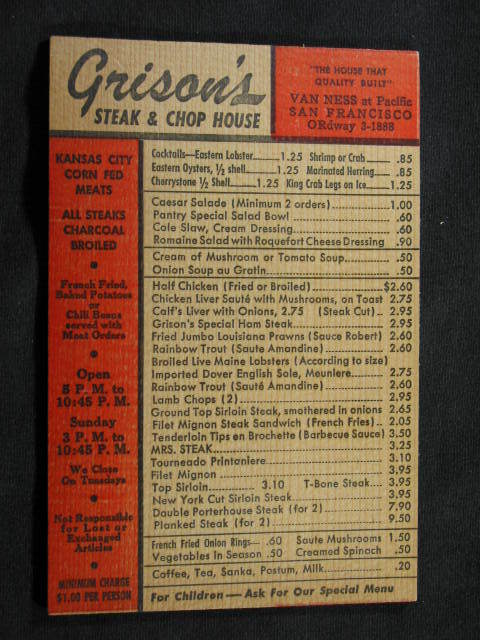 Grison's
STEAK & CHOP HOUSE
"THE HOUSE THAT
QUALITY BUILT"
VAN NESS at Pacific
SAN FRANCISCO
ORdway 3-1888
KANSAS CITY
CORN FED
MEATS
ALL STEAKS
CHARCOAL
BROILED
French Fried,
Baked Potatoes
or
Chili Beans
served with
Meat Orders
Open
5 P. M. to
10:45 P. M.
Sunday
3 P. M. to
10:45 P. M.
We Close
On Tuesdays
Not Responsible
for Lost or
Exchanged
Articles
MINIMUM CHARGE
$1.00 PER PERSON
Cocktails—Eastern Lobster 1.25 Shrimp or Crab .85
Eastern Oysters, ½ shell 1.25 Marinated Herring .85
Cherrystone ½ Shell 1.25 King Crab Legs on Ice 1.25
Caesar Salade (Minimum 2 orders) 1.00
Pantry Special Salad Bowl .60
Cole Slaw, Cream Dressing .60
Romaine Salad with Roquefort Cheese Dressing .90
Cream of Mushroom or Tomato Soup .50
Onion Soup au Gratin .50
Half Chicken (Fried or Broiled) $2.60
Chicken Liver Sauté with Mushrooms, on Toast 2.75
Calf's Liver with Onions, 2.75 (Steak Cut) 2.95
Grison's Special Ham Steak 2.95
Fried Jumbo Louisiana Prawns (Sauce Robert) 2.60
Rainbow Trout (Saute Amandine) 2.60
Broiled Live Maine Lobsters (According to size)
Imported Dover English Sole, Meuniere 2.75
Rainbow Trout (Sauté Amandine) 2.60
Lamb Chops (2) 2.95
Ground Top Sirloin Steak, smothered in onions 2.65
Filet Mignon Steak Sandwich (French Fries) 2.05
Tenderloin Tips en Brochette (Barbecue Sauce) 3.50
MRS. STEAK 3.25
Tourneado Printaniere 3.10
Filet Mignon 3.95
Top Sirloin 3.10 T-Bone Steak 3.95
New York Cut Sirloin Steak 3.95
Double Porterhouse Steak (for 2) 7.90
Planked Steak (for 2) 9.50
French Fried Onion Rings .60 Saute Mushrooms 1.50
Vegetables In Season .50 Creamed Spinach .50
Coffee, Tea, Sanka, Postum, Milk .20
For Children—Ask For Our Special Menu